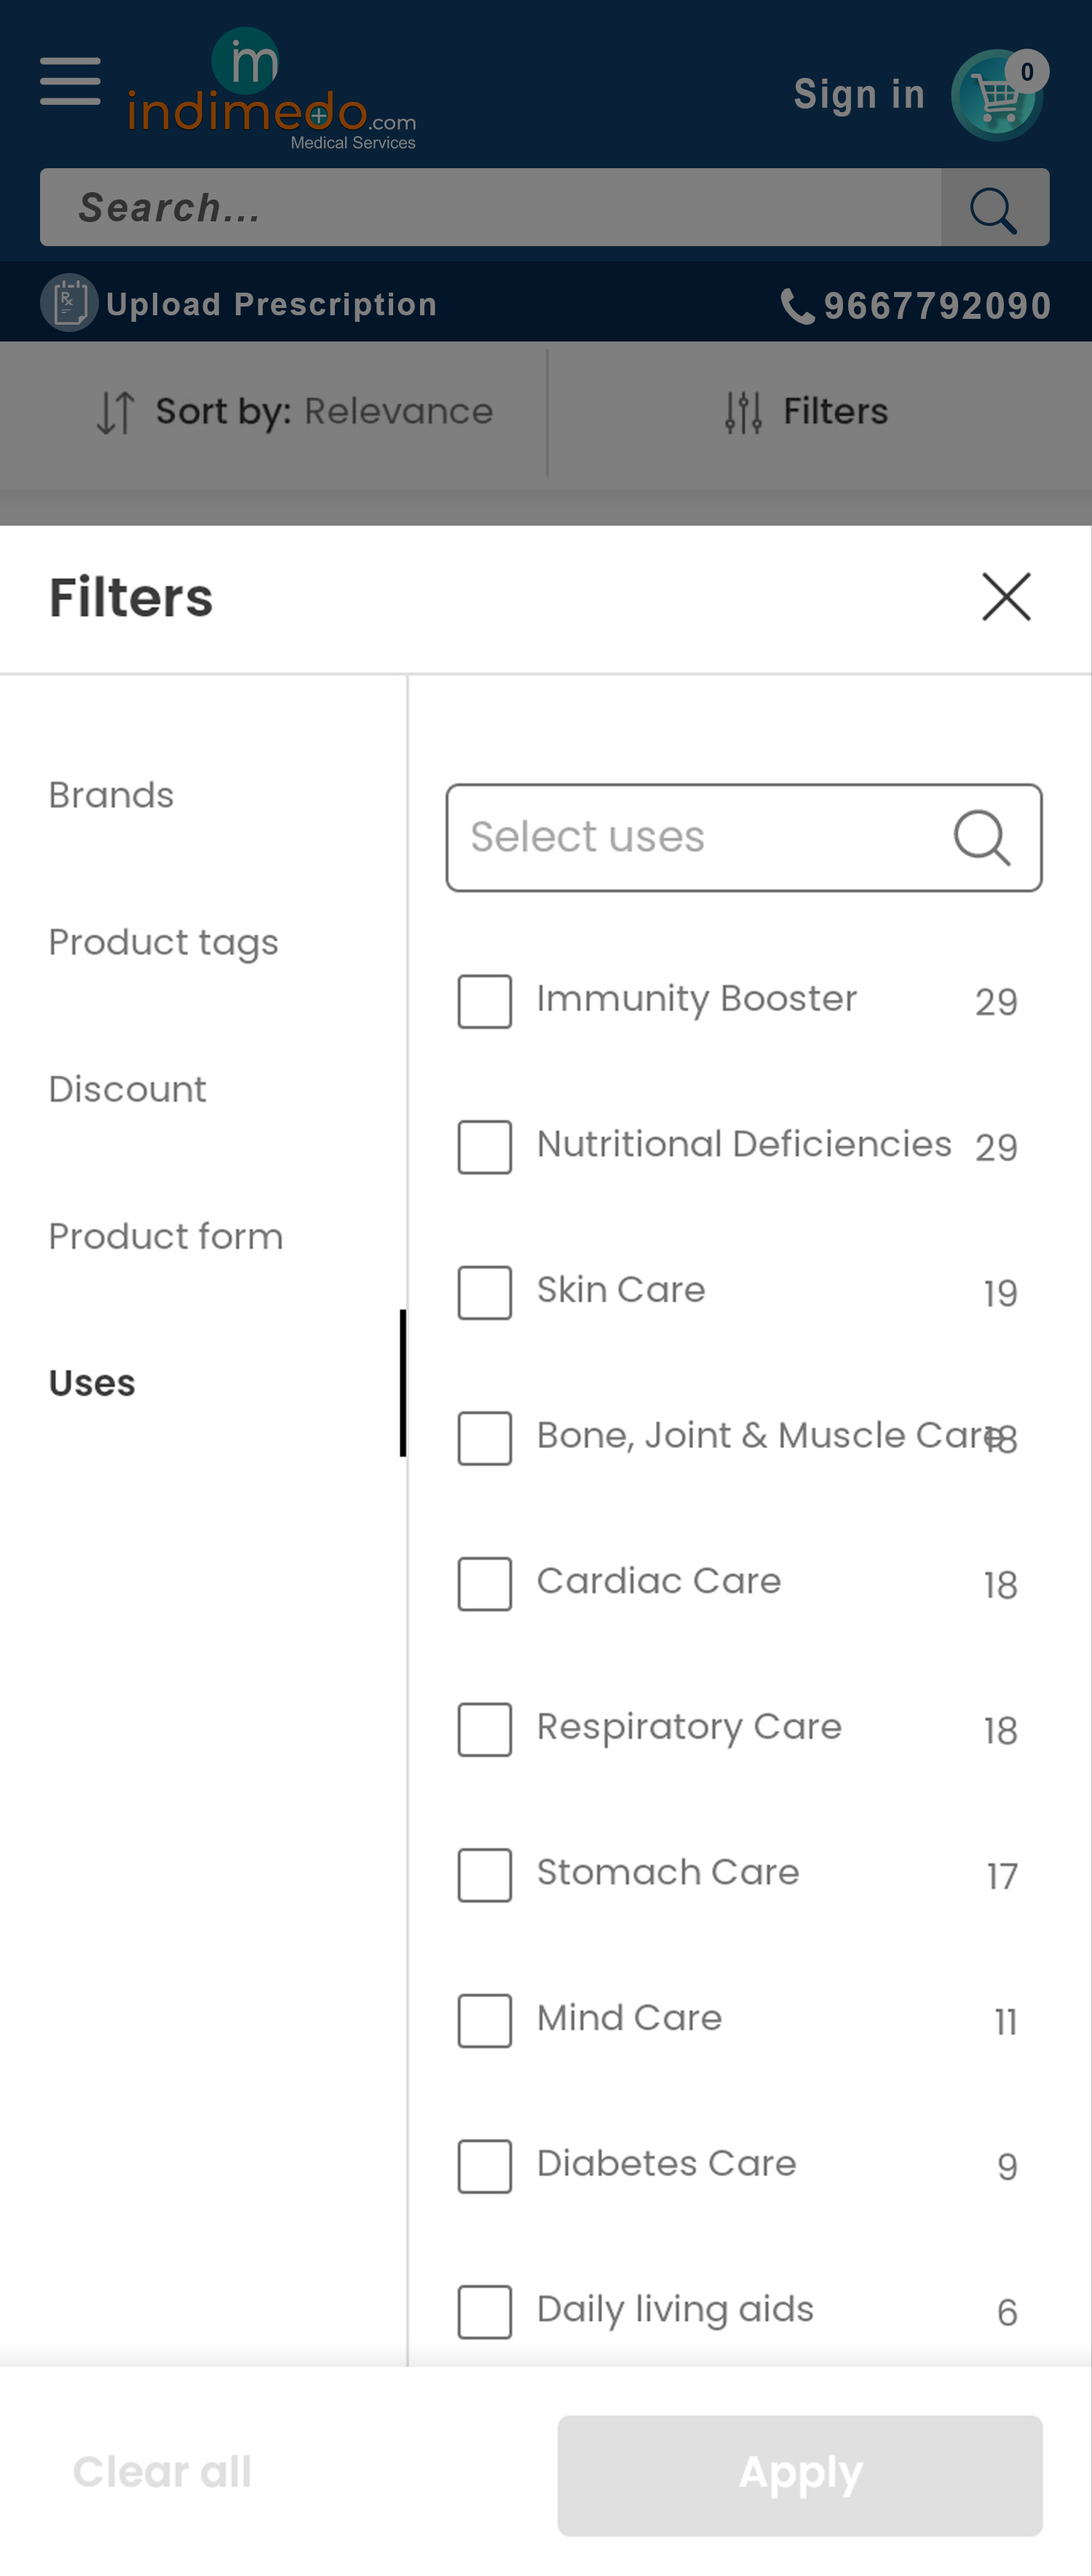 im
indimedo.com
Medical Services
Sign in
0
Search...
Rx
Upload Prescription
9667792090
Sort by: Relevance
Filters
Filters
Brands
Product tags
Discount
Product form
Uses
Select uses
Immunity Booster 29
Nutritional Deficiencies 29
Skin Care 19
Bone, Joint & Muscle Care 18
Cardiac Care 18
Respiratory Care 18
Stomach Care 17
Mind Care 11
Diabetes Care 9
Daily living aids 6
Clear all
Apply